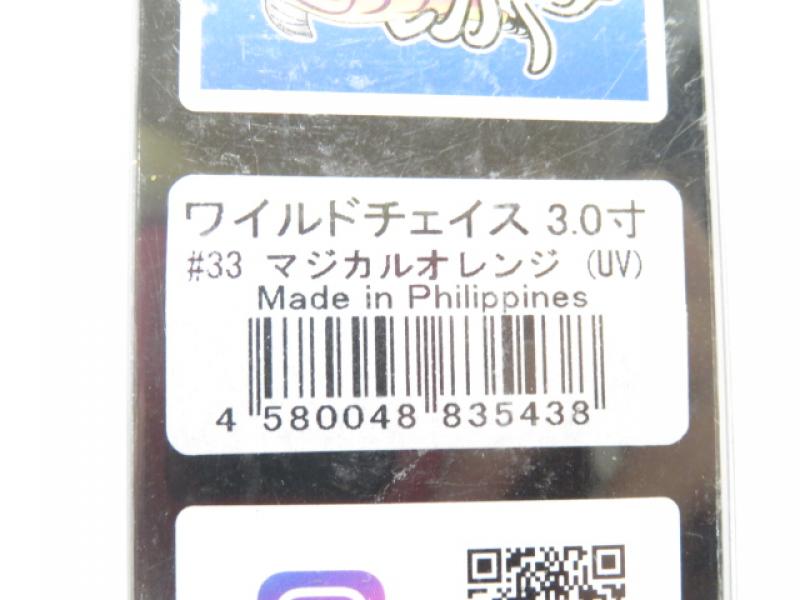 ワイルドチェイス 3.0寸
#33 マジカルオレンジ (UV)
Made in Philippines
4 580048 835438